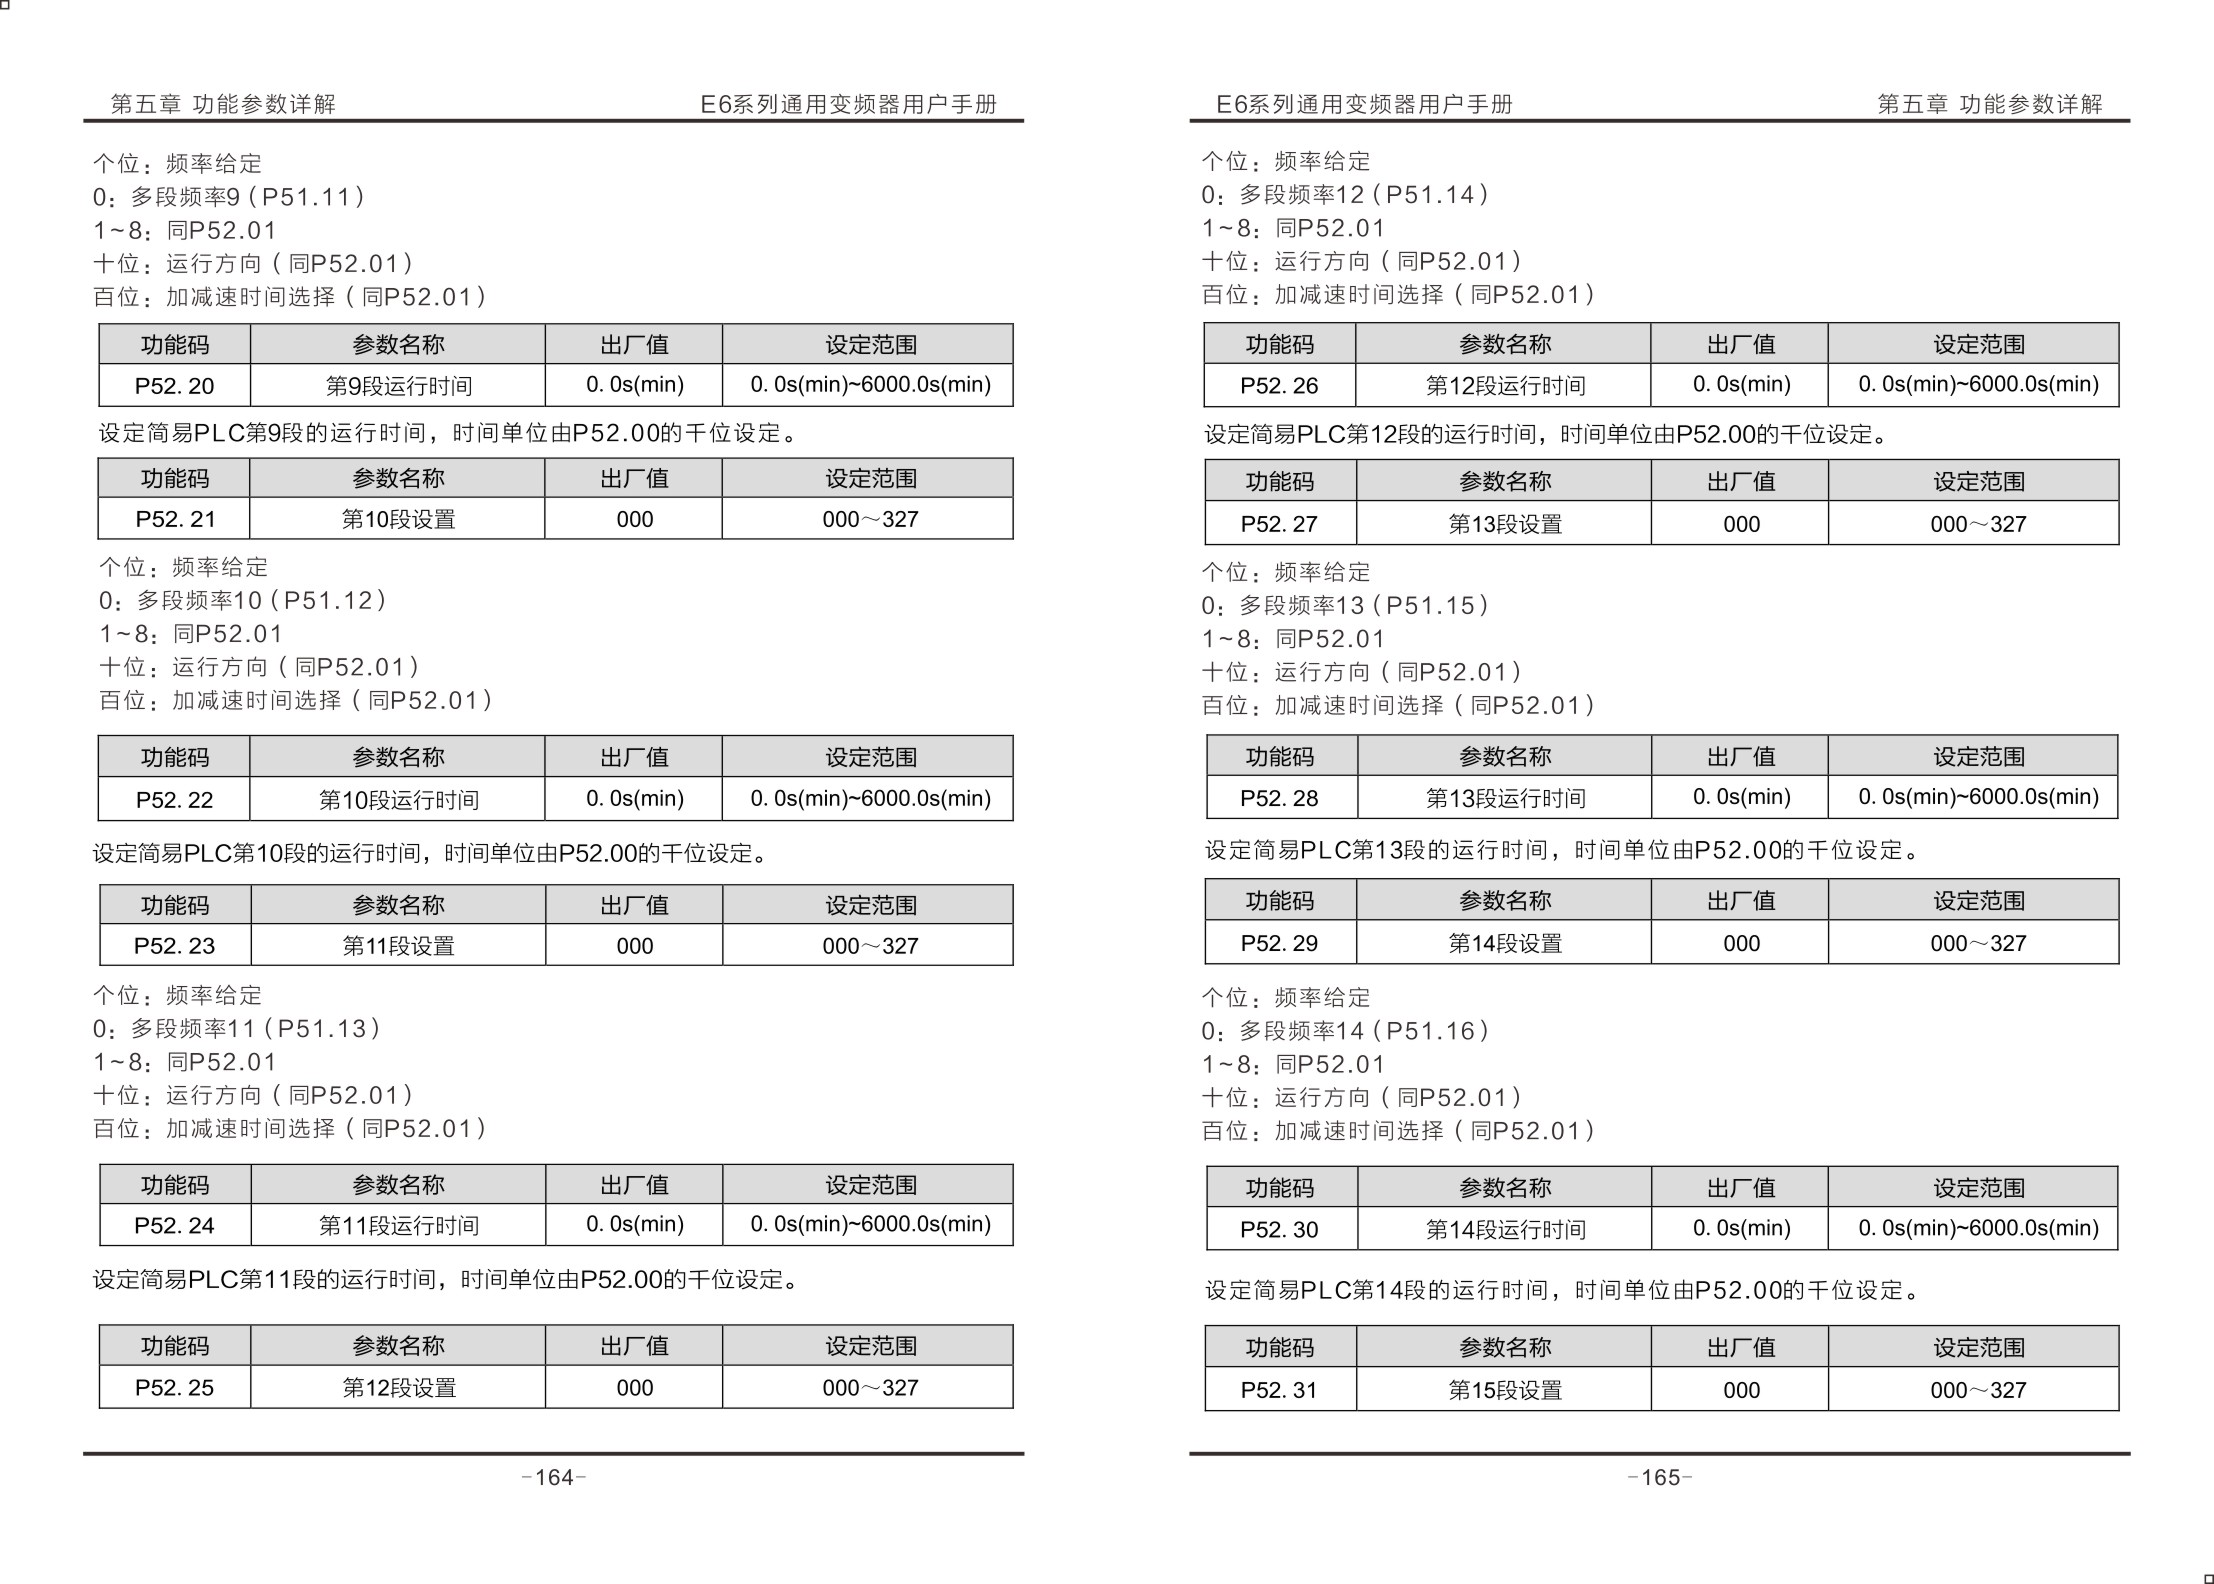 第五章 功能参数详解 E6系列通用变频器用户手册
个位：频率给定
0：多段频率9（P51.11）
1~8：同P52.01
十位：运行方向（同P52.01）
百位：加减速时间选择（同P52.01）
功能码 参数名称 出厂值 设定范围
P52. 20 第9段运行时间 0. 0s(min) 0. 0s(min)~6000.0s(min)
设定简易PLC第9段的运行时间，时间单位由P52.00的千位设定。
功能码 参数名称 出厂值 设定范围
P52. 21 第10段设置 000 000～327
个位：频率给定
0：多段频率10（P51.12）
1~8：同P52.01
十位：运行方向（同P52.01）
百位：加减速时间选择（同P52.01）
功能码 参数名称 出厂值 设定范围
P52. 22 第10段运行时间 0. 0s(min) 0. 0s(min)~6000.0s(min)
设定简易PLC第10段的运行时间，时间单位由P52.00的千位设定。
功能码 参数名称 出厂值 设定范围
P52. 23 第11段设置 000 000～327
个位：频率给定
0：多段频率11（P51.13）
1~8：同P52.01
十位：运行方向（同P52.01）
百位：加减速时间选择（同P52.01）
功能码 参数名称 出厂值 设定范围
P52. 24 第11段运行时间 0. 0s(min) 0. 0s(min)~6000.0s(min)
设定简易PLC第11段的运行时间，时间单位由P52.00的千位设定。
功能码 参数名称 出厂值 设定范围
P52. 25 第12段设置 000 000～327
-164-
E6系列通用变频器用户手册 第五章 功能参数详解
个位：频率给定
0：多段频率12（P51.14）
1~8：同P52.01
十位：运行方向（同P52.01）
百位：加减速时间选择（同P52.01）
功能码 参数名称 出厂值 设定范围
P52. 26 第12段运行时间 0. 0s(min) 0. 0s(min)~6000.0s(min)
设定简易PLC第12段的运行时间，时间单位由P52.00的千位设定。
功能码 参数名称 出厂值 设定范围
P52. 27 第13段设置 000 000～327
个位：频率给定
0：多段频率13（P51.15）
1~8：同P52.01
十位：运行方向（同P52.01）
百位：加减速时间选择（同P52.01）
功能码 参数名称 出厂值 设定范围
P52. 28 第13段运行时间 0. 0s(min) 0. 0s(min)~6000.0s(min)
设定简易PLC第13段的运行时间，时间单位由P52.00的千位设定。
功能码 参数名称 出厂值 设定范围
P52. 29 第14段设置 000 000～327
个位：频率给定
0：多段频率14（P51.16）
1~8：同P52.01
十位：运行方向（同P52.01）
百位：加减速时间选择（同P52.01）
功能码 参数名称 出厂值 设定范围
P52. 30 第14段运行时间 0. 0s(min) 0. 0s(min)~6000.0s(min)
设定简易PLC第14段的运行时间，时间单位由P52.00的千位设定。
功能码 参数名称 出厂值 设定范围
P52. 31 第15段设置 000 000～327
-165-